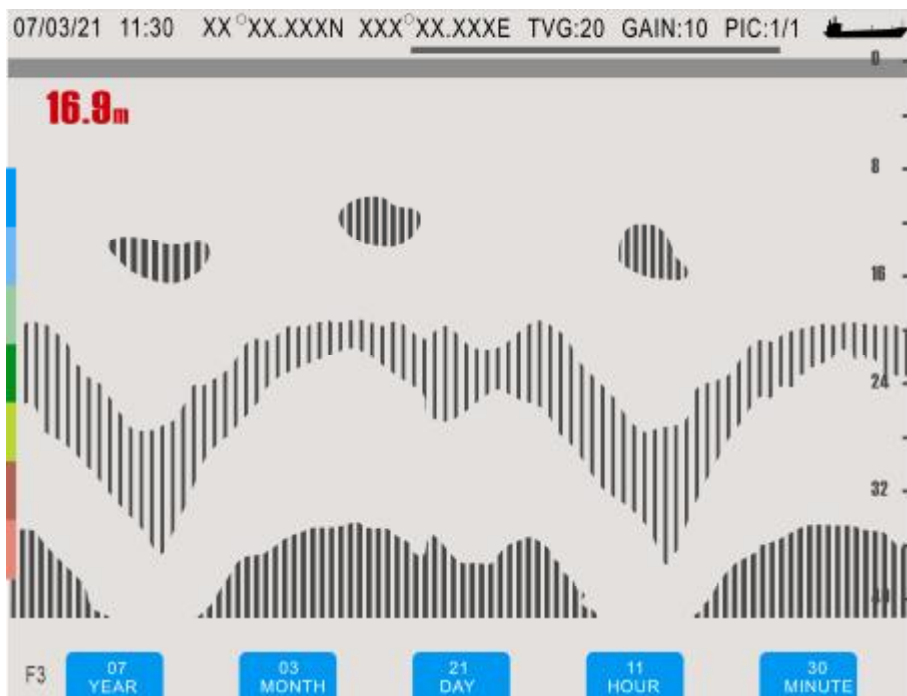 07/03/21 11:30 XX°XX.XXXN XXX°XX.XXXE TVG:20 GAIN:10 PIC:1/1
0
16.9m
8
16
24
32
40
F3
07 YEAR
03 MONTH
21 DAY
11 HOUR
30 MINUTE